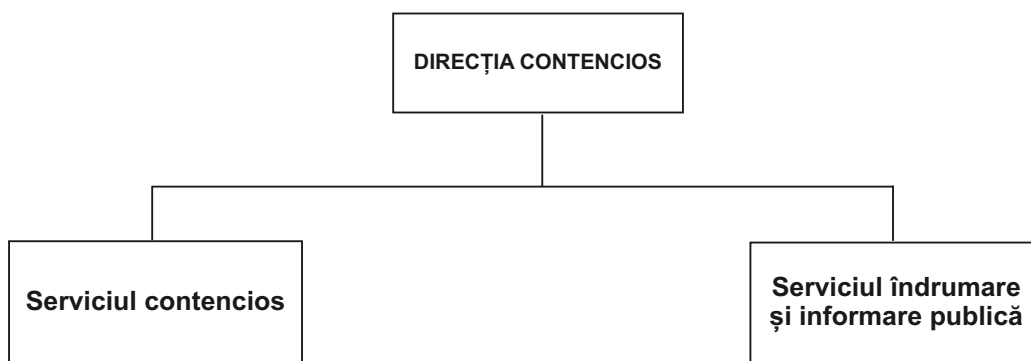 DIRECȚIA CONTENCIOS
Serviciul contencios
Serviciul îndrumare
și informare publică